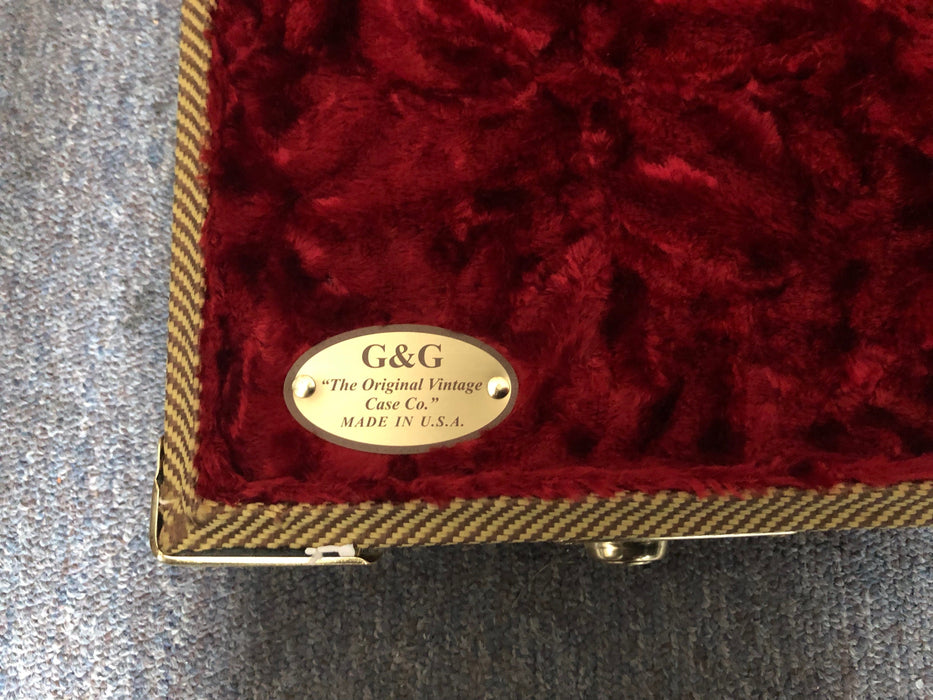 G&G
“The Original Vintage
Case Co.”
MADE IN U.S.A.